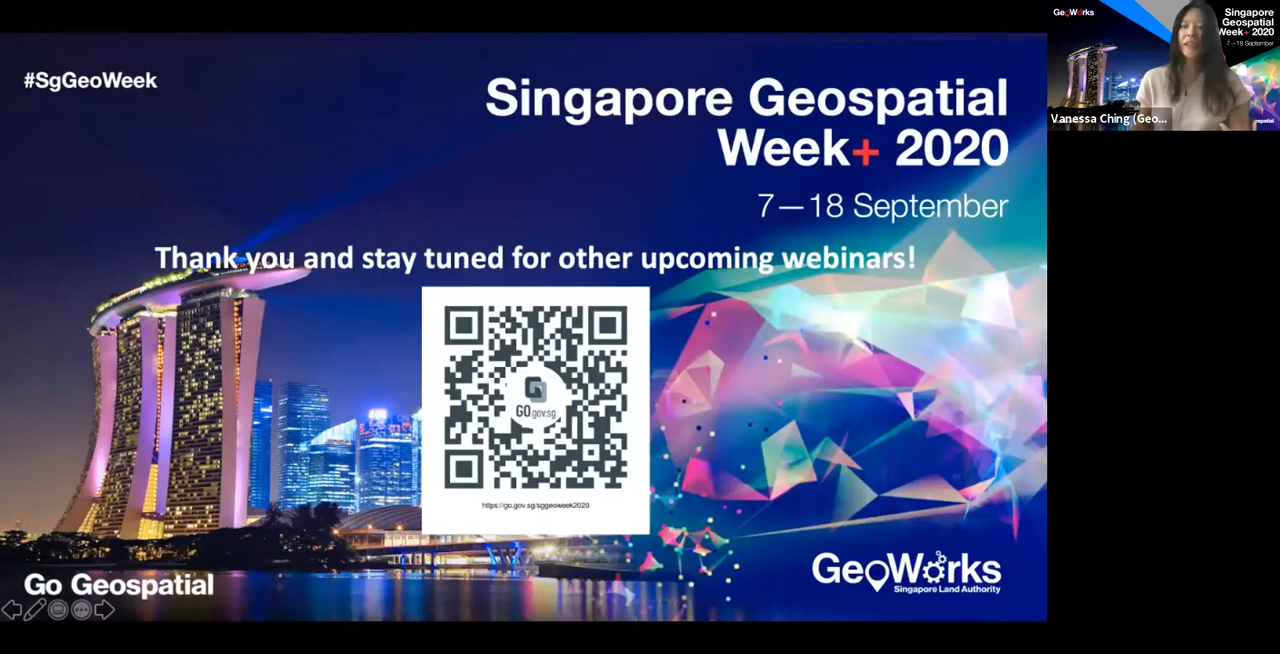 #SgGeoWeek
Singapore Geospatial
Week+ 2020
7—18 September
Thank you and stay tuned for other upcoming webinars!
GO gov.sg
https://go.gov.sg/sggeoweek2020
Go Geospatial
GeoWorks
Singapore Land Authority
GeoWorks
Singapore
Geospatial
Week+ 2020
7 – 18 September
Vanessa Ching (Geo...